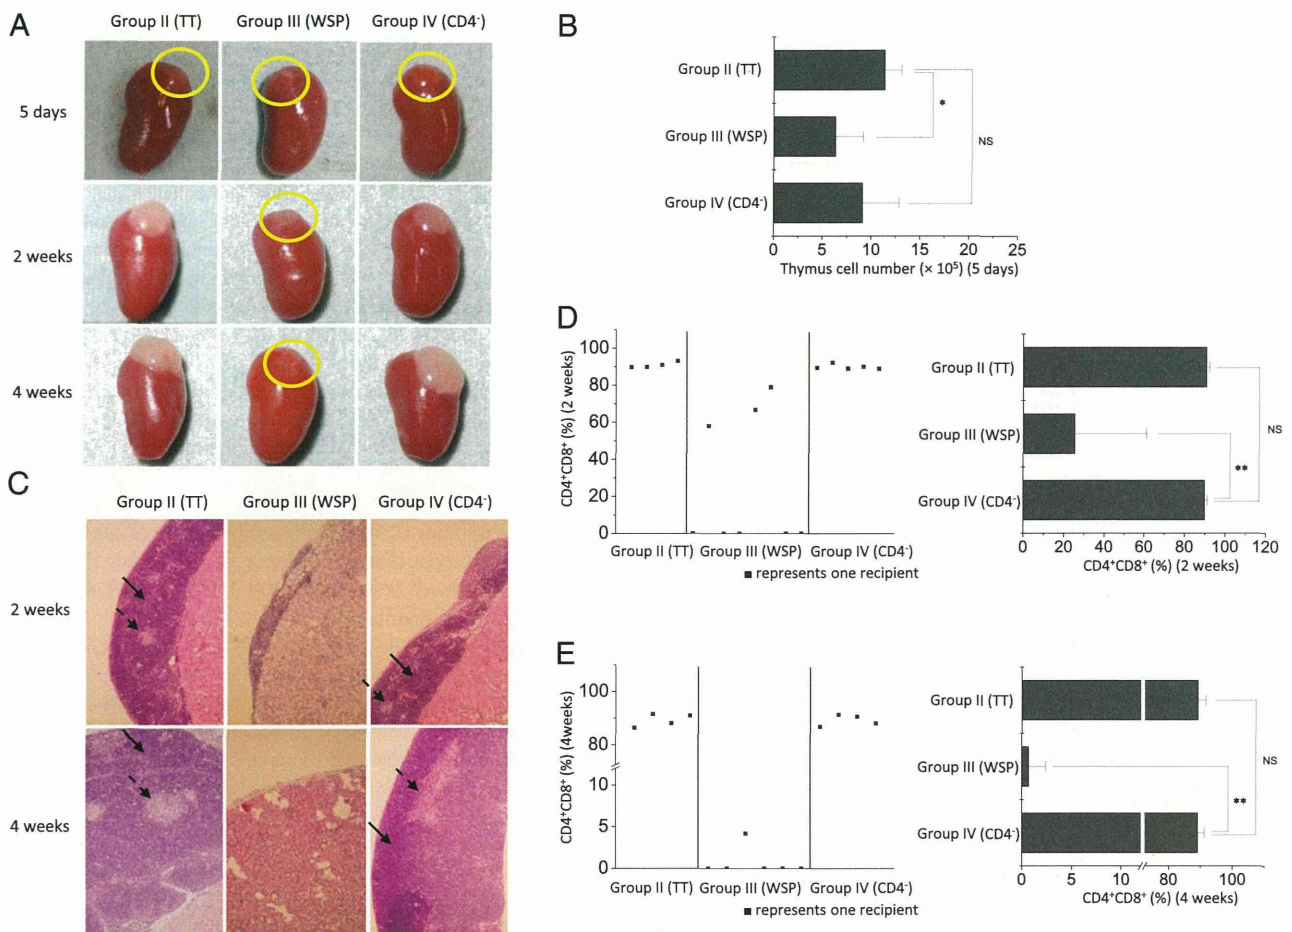 A
Group II (TT) Group III (WSP) Group IV (CD4⁻)
5 days
2 weeks
4 weeks
B
Group II (TT)
Group III (WSP)
Group IV (CD4⁻)
*
NS
0 5 10 15 20 25
Thymus cell number (× 10⁵) (5 days)
C
Group II (TT) Group III (WSP) Group IV (CD4⁻)
2 weeks
4 weeks
D
CD4⁺CD8⁺ (%) (2 weeks)
100
80
60
40
20
0
Group II (TT) Group III (WSP) Group IV (CD4⁻)
■ represents one recipient
Group II (TT)
Group III (WSP)
Group IV (CD4⁻)
**
NS
0 20 40 60 80 100 120
CD4⁺CD8⁺ (%) (2 weeks)
E
CD4⁺CD8⁺ (%) (4weeks)
100
80
10
5
0
Group II (TT) Group III (WSP) Group IV (CD4⁻)
■ represents one recipient
Group II (TT)
Group III (WSP)
Group IV (CD4⁻)
**
NS
0 5 10 80 100
CD4⁺CD8⁺ (%) (4 weeks)